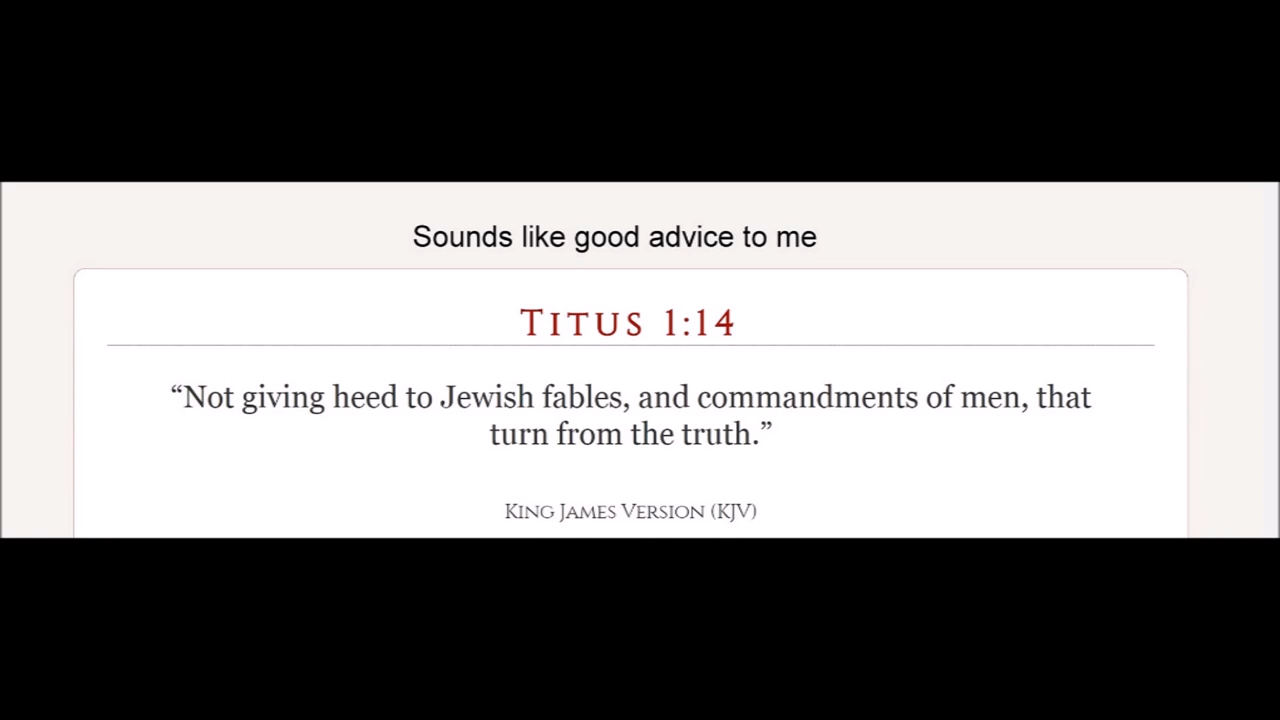 Sounds like good advice to me
Titus 1:14
“Not giving heed to Jewish fables, and commandments of men, that
turn from the truth.”
King James Version (KJV)